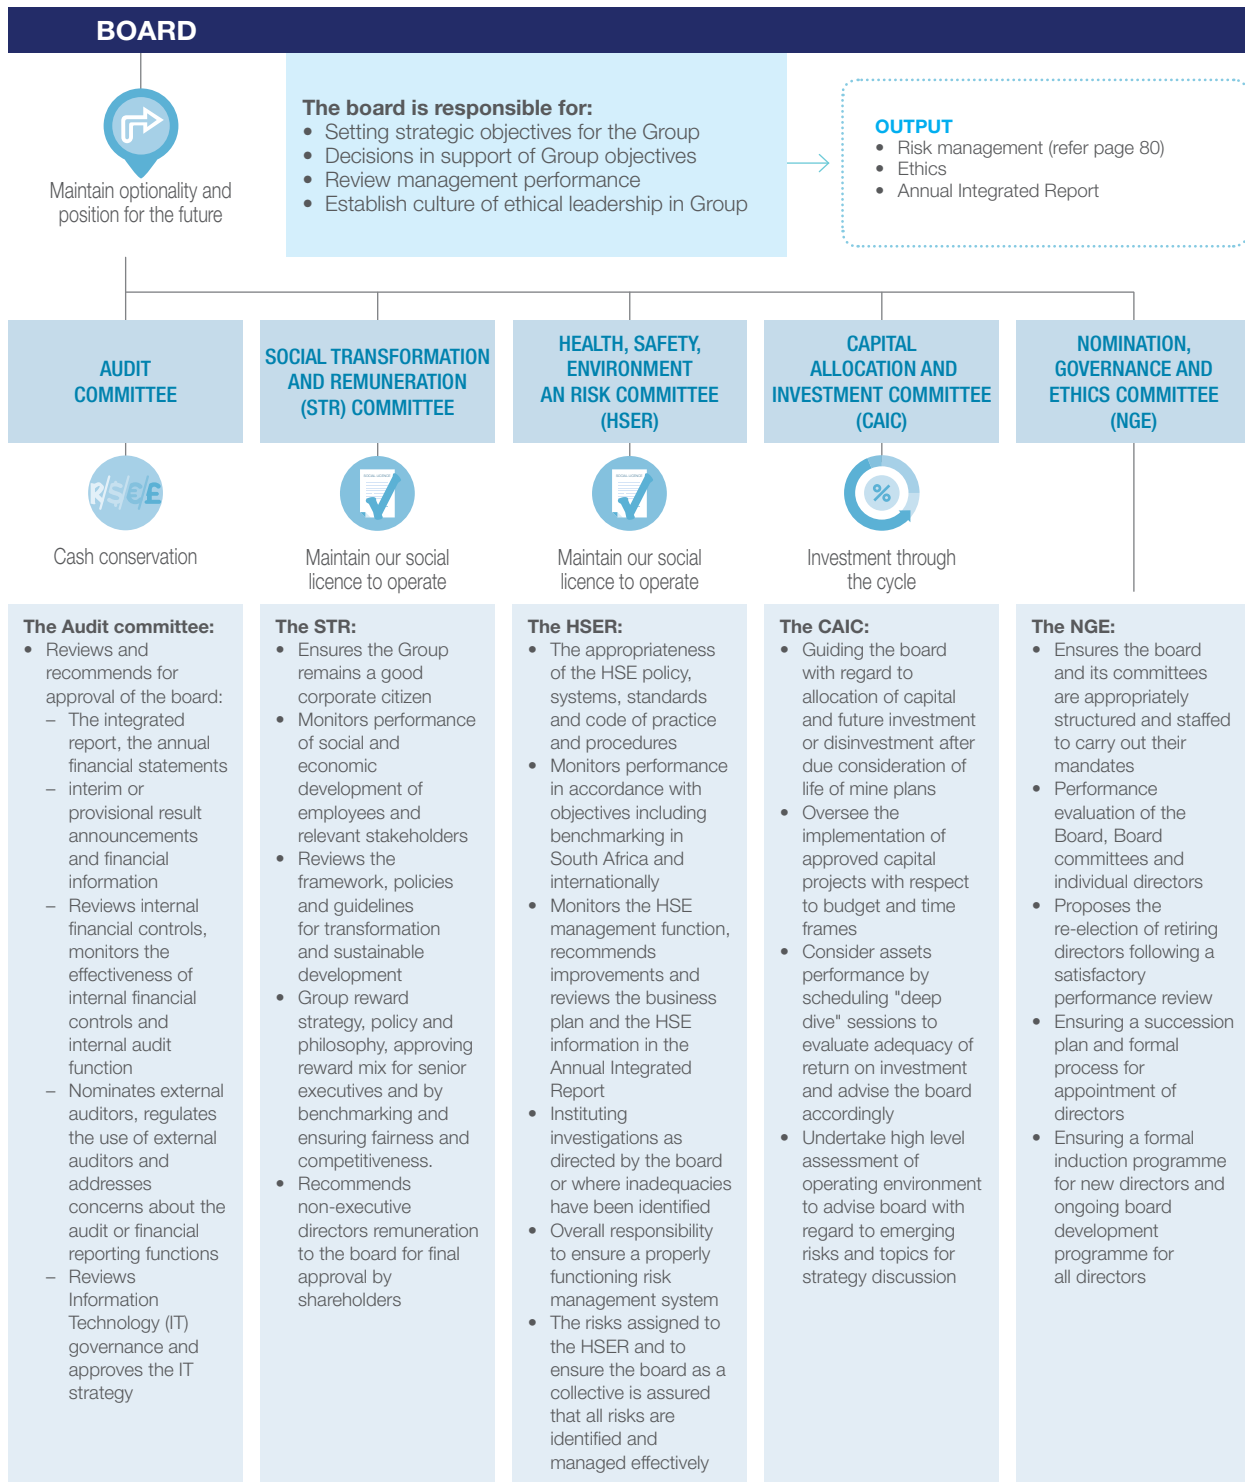 BOARD
Maintain optionality and
position for the future
The board is responsible for:
• Setting strategic objectives for the Group
• Decisions in support of Group objectives
• Review management performance
• Establish culture of ethical leadership in Group
OUTPUT
• Risk management (refer page 80)
• Ethics
• Annual Integrated Report
AUDIT
COMMITTEE
SOCIAL TRANSFORMATION
AND REMUNERATION
(STR) COMMITTEE
HEALTH, SAFETY,
ENVIRONMENT
AN RISK COMMITTEE
(HSER)
CAPITAL
ALLOCATION AND
INVESTMENT COMMITTEE
(CAIC)
NOMINATION,
GOVERNANCE AND
ETHICS COMMITTEE
(NGE)
R/$/€/£
Cash conservation
SOCIAL LICENCE
Maintain our social
licence to operate
SOCIAL LICENCE
Maintain our social
licence to operate
%
Investment through
the cycle
The Audit committee:
• Reviews and
recommends for
approval of the board:
– The integrated
report, the annual
financial statements
– interim or
provisional result
announcements
and financial
information
– Reviews internal
financial controls,
monitors the
effectiveness of
internal financial
controls and
internal audit
function
– Nominates external
auditors, regulates
the use of external
auditors and
addresses
concerns about the
audit or financial
reporting functions
– Reviews
Information
Technology (IT)
governance and
approves the IT
strategy
The STR:
• Ensures the Group
remains a good
corporate citizen
• Monitors performance
of social and
economic
development of
employees and
relevant stakeholders
• Reviews the
framework, policies
and guidelines
for transformation
and sustainable
development
• Group reward
strategy, policy and
philosophy, approving
reward mix for senior
executives and by
benchmarking and
ensuring fairness and
competitiveness.
• Recommends
non-executive
directors remuneration
to the board for final
approval by
shareholders
The HSER:
• The appropriateness
of the HSE policy,
systems, standards
and code of practice
and procedures
• Monitors performance
in accordance with
objectives including
benchmarking in
South Africa and
internationally
• Monitors the HSE
management function,
recommends
improvements and
reviews the business
plan and the HSE
information in the
Annual Integrated
Report
• Instituting
investigations as
directed by the board
or where inadequacies
have been identified
• Overall responsibility
to ensure a properly
functioning risk
management system
• The risks assigned to
the HSER and to
ensure the board as a
collective is assured
that all risks are
identified and
managed effectively
The CAIC:
• Guiding the board
with regard to
allocation of capital
and future investment
or disinvestment after
due consideration of
life of mine plans
• Oversee the
implementation of
approved capital
projects with respect
to budget and time
frames
• Consider assets
performance by
scheduling "deep
dive" sessions to
evaluate adequacy of
return on investment
and advise the board
accordingly
• Undertake high level
assessment of
operating environment
to advise board with
regard to emerging
risks and topics for
strategy discussion
The NGE:
• Ensures the board
and its committees
are appropriately
structured and staffed
to carry out their
mandates
• Performance
evaluation of the
Board, Board
committees and
individual directors
• Proposes the
re-election of retiring
directors following a
satisfactory
performance review
• Ensuring a succession
plan and formal
process for
appointment of
directors
• Ensuring a formal
induction programme
for new directors and
ongoing board
development
programme for
all directors